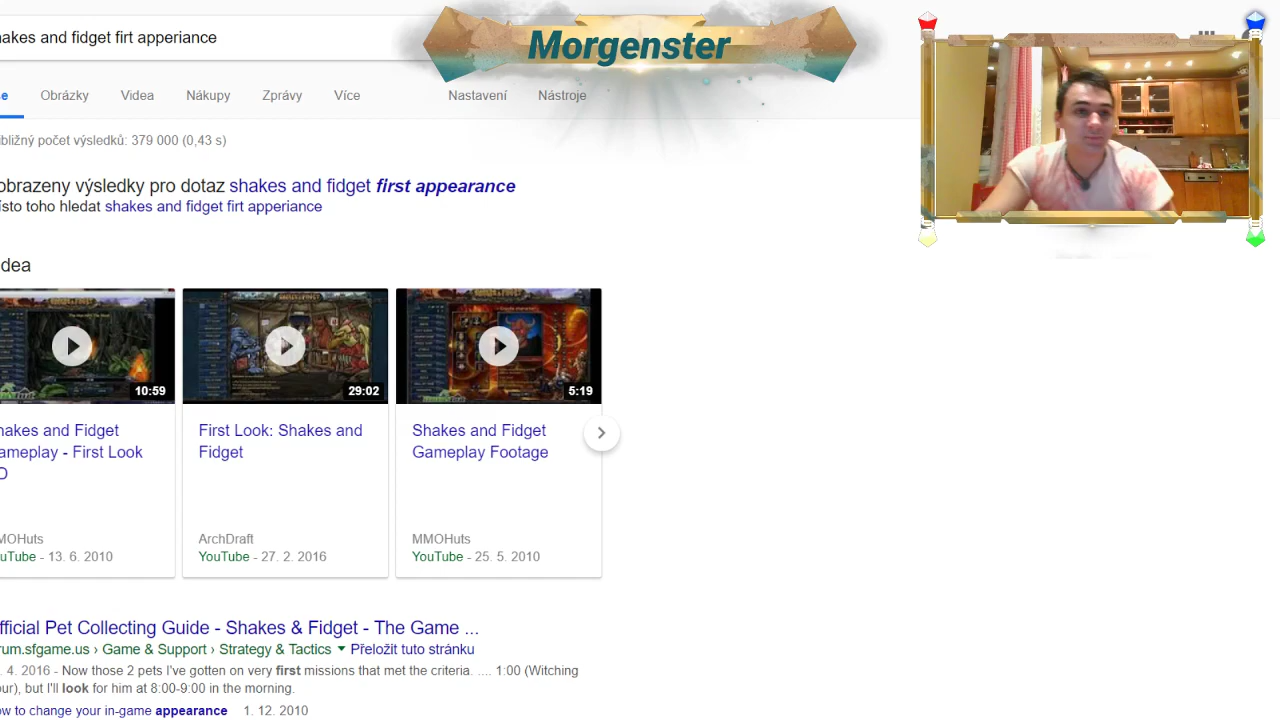 akes and fidget firt apperiance
Morgenster
e Obrázky Videa Nákupy Zprávy Více Nastavení Nástroje
ibližný počet výsledků: 379 000 (0,43 s)
obrazeny výsledky pro dotaz shakes and fidget first appearance
ísto toho hledat shakes and fidget firt apperiance
dea
10:59
29:02
5:19
hakes and Fidget
ameplay - First Look
D
First Look: Shakes and
Fidget
Shakes and Fidget
Gameplay Footage
MOHuts
uTube - 13. 6. 2010
ArchDraft
YouTube - 27. 2. 2016
MMOHuts
YouTube - 25. 5. 2010
fficial Pet Collecting Guide - Shakes & Fidget - The Game ...
rum.sfgame.us › Game & Support › Strategy & Tactics Přeložit tuto stránku
. 4. 2016 - Now those 2 pets I've gotten on very first missions that met the criteria. .... 1:00 (Witching
our), but I'll look for him at 8:00-9:00 in the morning.
ow to change your in-game appearance 1. 12. 2010